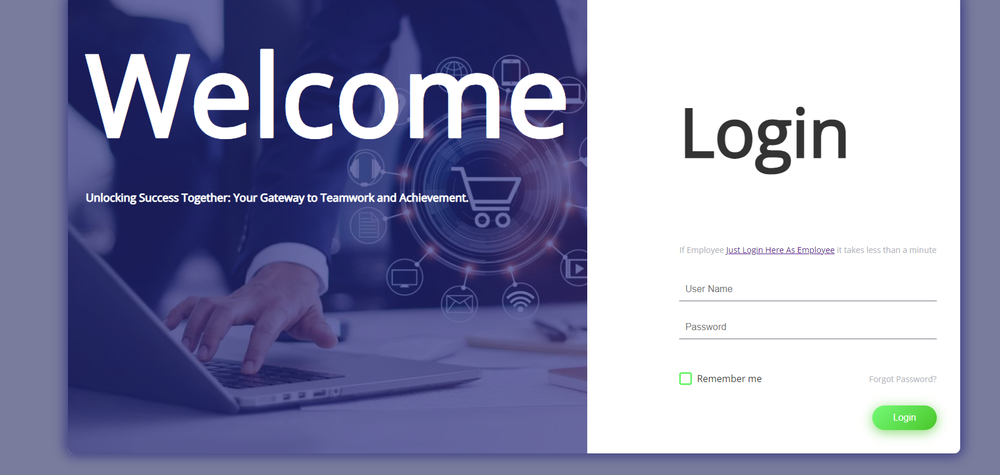 Welcome
Unlocking Success Together: Your Gateway to Teamwork and Achievement.
Login
If Employee Just Login Here As Employee it takes less than a minute
User Name
Password
Remember me
Forgot Password?
Login